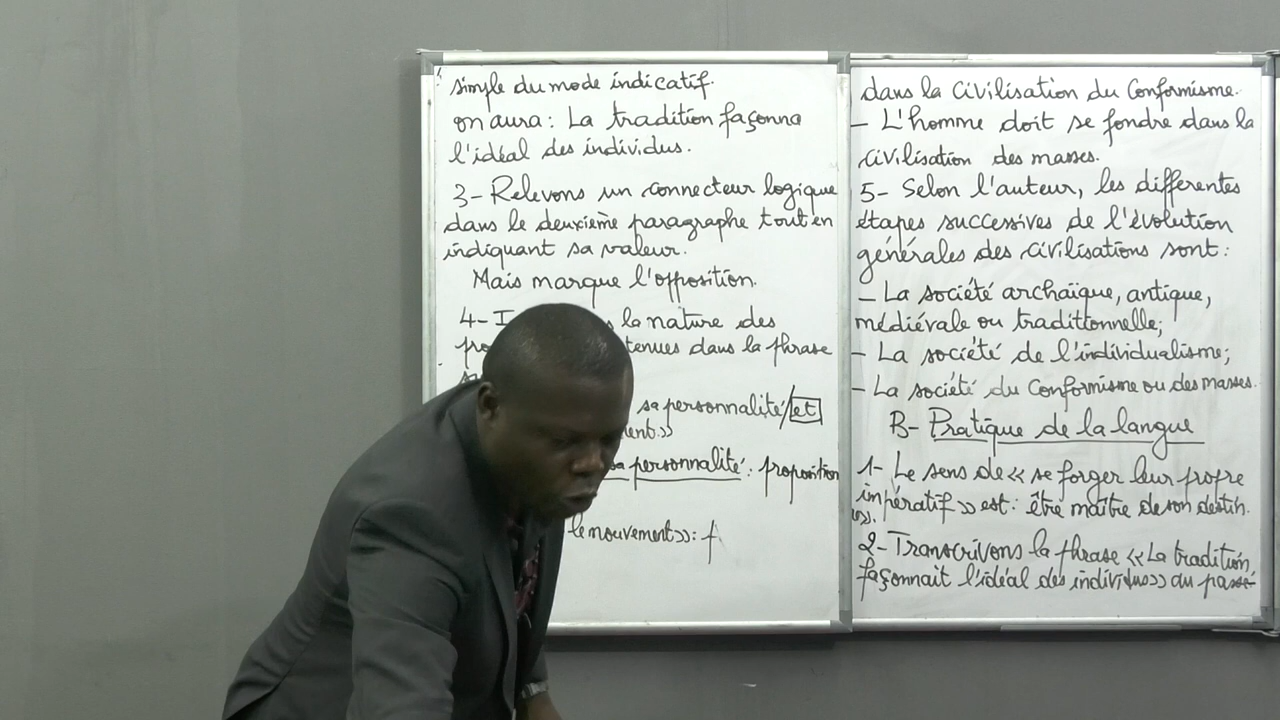 simple du mode indicatif.
on aura : La tradition façonna
l'idéal des individus.
3- Relevons un connecteur logique
dans le deuxième paragraphe tout en
indiquant sa valeur.
Mais marque l'opposition.
4- la nature des
tenues dans la phrase
sa personnalité / et
ent»
sa personnalité : proposition
le mouvement» : p
dans la Civilisation du Conformisme.
- L'homme doit se fondre dans la
civilisation des masses.
5- Selon l'auteur, les differentes
étapes successives de l'évolution
générales des civilisations sont :
- La société archaïque, antique,
médiévale ou tradittonnelle;
- La société de l'individualisme;
- La société du Conformisme ou des masses.
B- Pratique de la langue
1- Le sens de « se forger leur propre
impératif » est : être maître de son destin.
2- Transcrivons la phrase «La tradition
façonnait l'idéal des individus» au passé